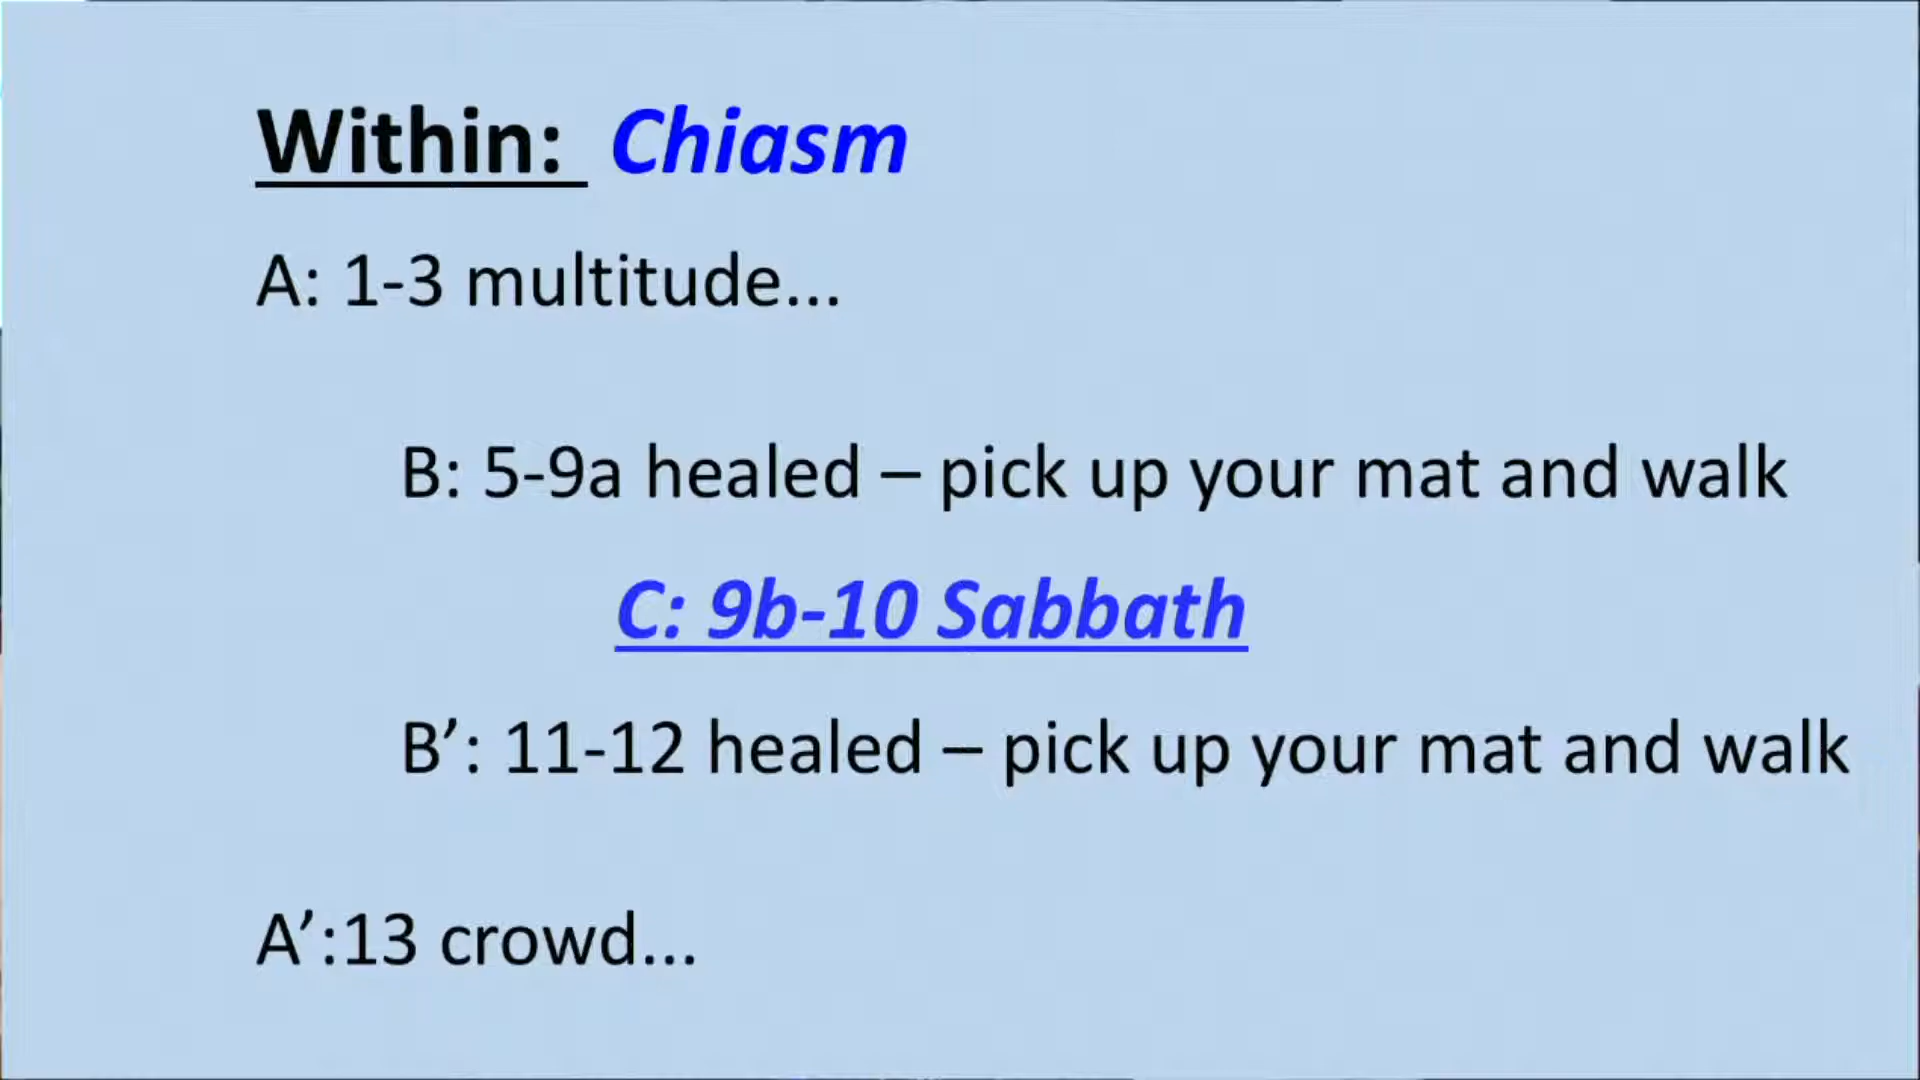 Within: Chiasm
A: 1-3 multitude...
B: 5-9a healed – pick up your mat and walk
C: 9b-10 Sabbath
B′: 11-12 healed – pick up your mat and walk
A′:13 crowd...